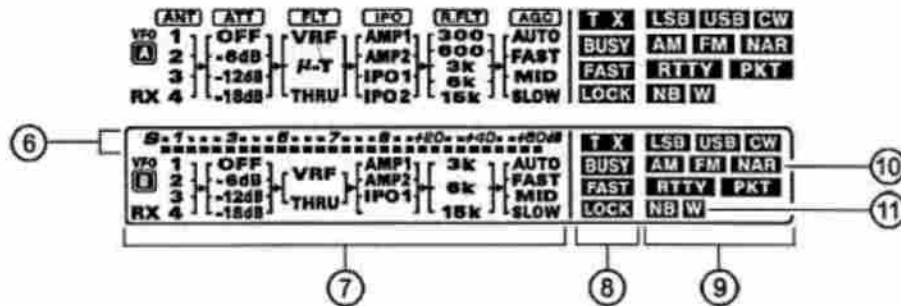 ANT ATT FLT IPO R.FLT AGC
VFO 1 OFF VRF AMP1 300 AUTO T X LSB USB CW
A 2 -6dB μ-T AMP2 600 FAST BUSY AM FM NAR
3 -12dB IPO1 3k MID FAST RTTY PKT
6k
RX 4 -18dB THRU IPO2 15k SLOW LOCK NB W
6 S 1 3 5 7 9 +20 +40 +60dB T X LSB USB CW
VFO 1 OFF VRF AMP1 3k AUTO BUSY AM FM NAR 10
B 2 -6dB AMP2 6k FAST FAST RTTY PKT
3 -12dB THRU IPO1 MID
RX 4 -18dB 15k SLOW LOCK NB W 11
7 8 9